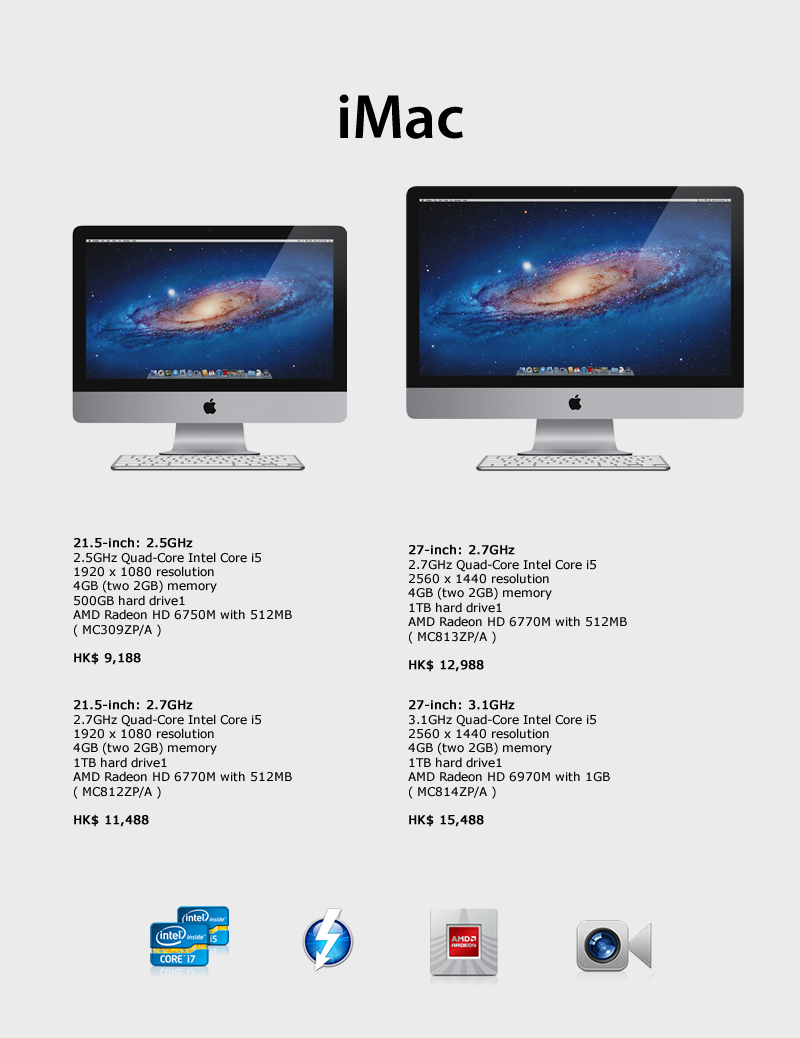 iMac
21.5-inch: 2.5GHz
2.5GHz Quad-Core Intel Core i5
1920 x 1080 resolution
4GB (two 2GB) memory
500GB hard drive1
AMD Radeon HD 6750M with 512MB
( MC309ZP/A )
HK$ 9,188
21.5-inch: 2.7GHz
2.7GHz Quad-Core Intel Core i5
1920 x 1080 resolution
4GB (two 2GB) memory
1TB hard drive1
AMD Radeon HD 6770M with 512MB
( MC812ZP/A )
HK$ 11,488
27-inch: 2.7GHz
2.7GHz Quad-Core Intel Core i5
2560 x 1440 resolution
4GB (two 2GB) memory
1TB hard drive1
AMD Radeon HD 6770M with 512MB
( MC813ZP/A )
HK$ 12,988
27-inch: 3.1GHz
3.1GHz Quad-Core Intel Core i5
2560 x 1440 resolution
4GB (two 2GB) memory
1TB hard drive1
AMD Radeon HD 6970M with 1GB
( MC814ZP/A )
HK$ 15,488
intel inside™
i5
intel inside™
CORE i7
AMD
RADEON